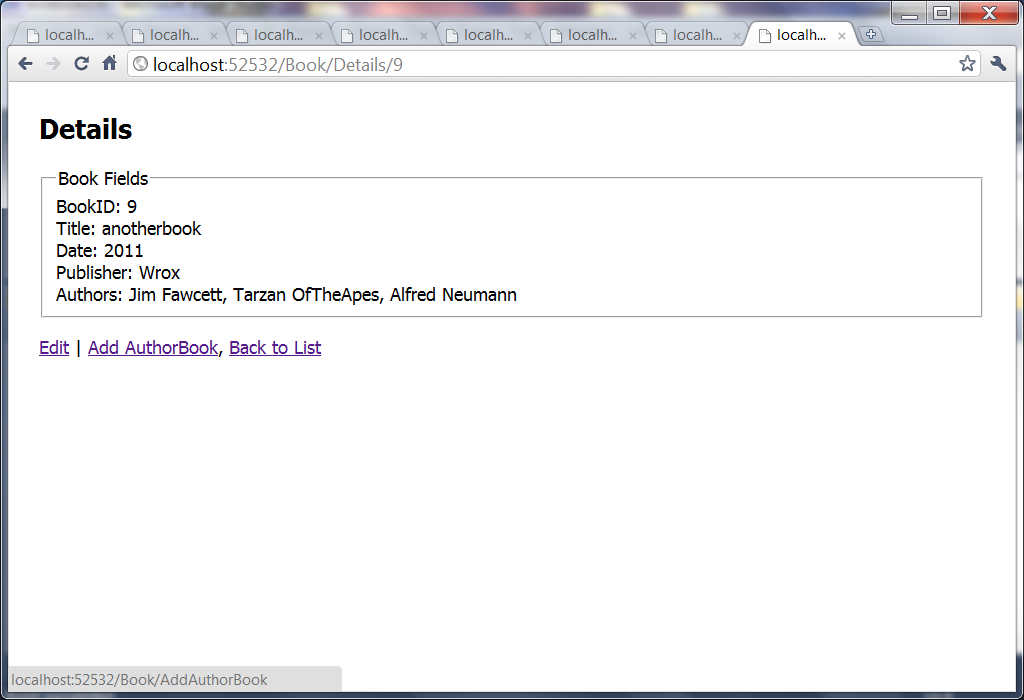 localh... localh... localh... localh... localh... localh... localh... localh...
localhost:52532/Book/Details/9
Details
Book Fields
BookID: 9
Title: anotherbook
Date: 2011
Publisher: Wrox
Authors: Jim Fawcett, Tarzan OfTheApes, Alfred Neumann
Edit | Add AuthorBook, Back to List
localhost:52532/Book/AddAuthorBook